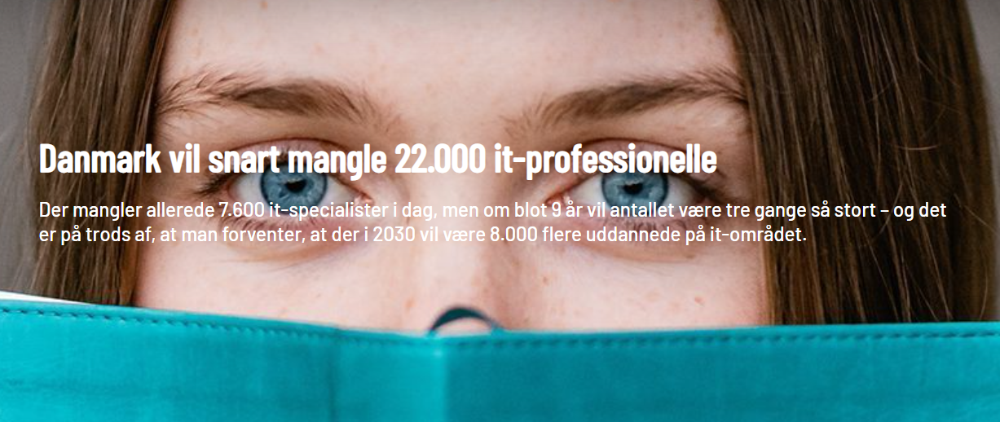 Danmark vil snart mangle 22.000 it-professionelle
Der mangler allerede 7.600 it-specialister i dag, men om blot 9 år vil antallet være tre gange så stort – og det
er på trods af, at man forventer, at der i 2030 vil være 8.000 flere uddannede på it-området.